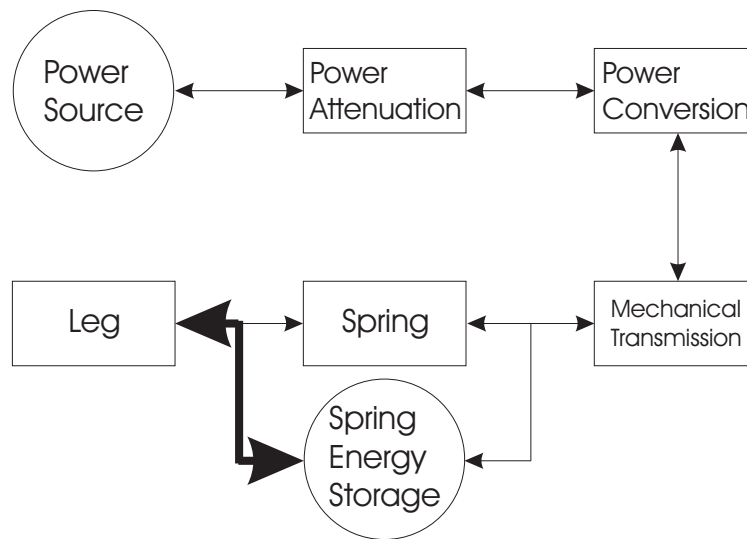 Power
Source
Power
Attenuation
Power
Conversion
Leg
Spring
Mechanical
Transmission
Spring
Energy
Storage